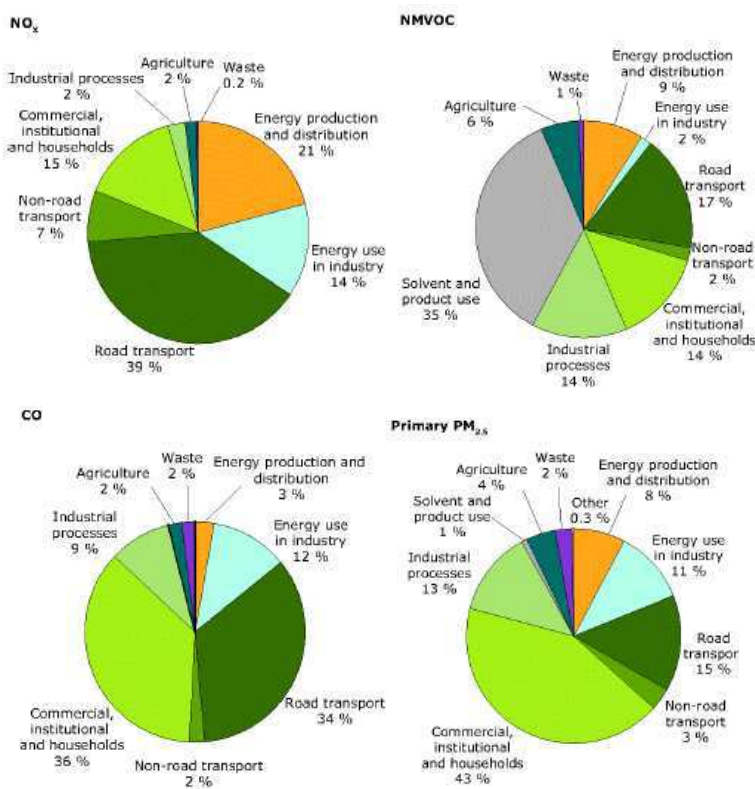 NOx
Agriculture
2 %
Waste
0.2 %
Industrial processes
2 %
Commercial,
institutional
and households
15 %
Energy production
and distribution
21 %
Non-road
transport
7 %
Energy use
in industry
14 %
Road transport
39 %
NMVOC
Energy production
and distribution
9 %
Waste
1 %
Agriculture
6 %
Energy use
in industry
2 %
Road
transport
17 %
Non-road
transport
2 %
Solvent and
product use
35 %
Commercial,
institutional
and households
14 %
Industrial
processes
14 %
CO
Waste
2 %
Energy production and
distribution
3 %
Agriculture
2 %
Industrial
processes
9 %
Energy use
in industry
12 %
Road transport
34 %
Commercial,
institutional
and households
36 %
Non-road transport
2 %
Primary PM2.5
Waste
2 %
Energy production
and distribution
8 %
Agriculture
4 %
Other
0.3 %
Solvent and
product use
1 %
Energy use
in industry
11 %
Industrial
processes
13 %
Road
transpor
15 %
Non-road
transport
3 %
Commercial,
institutional
and households
43 %